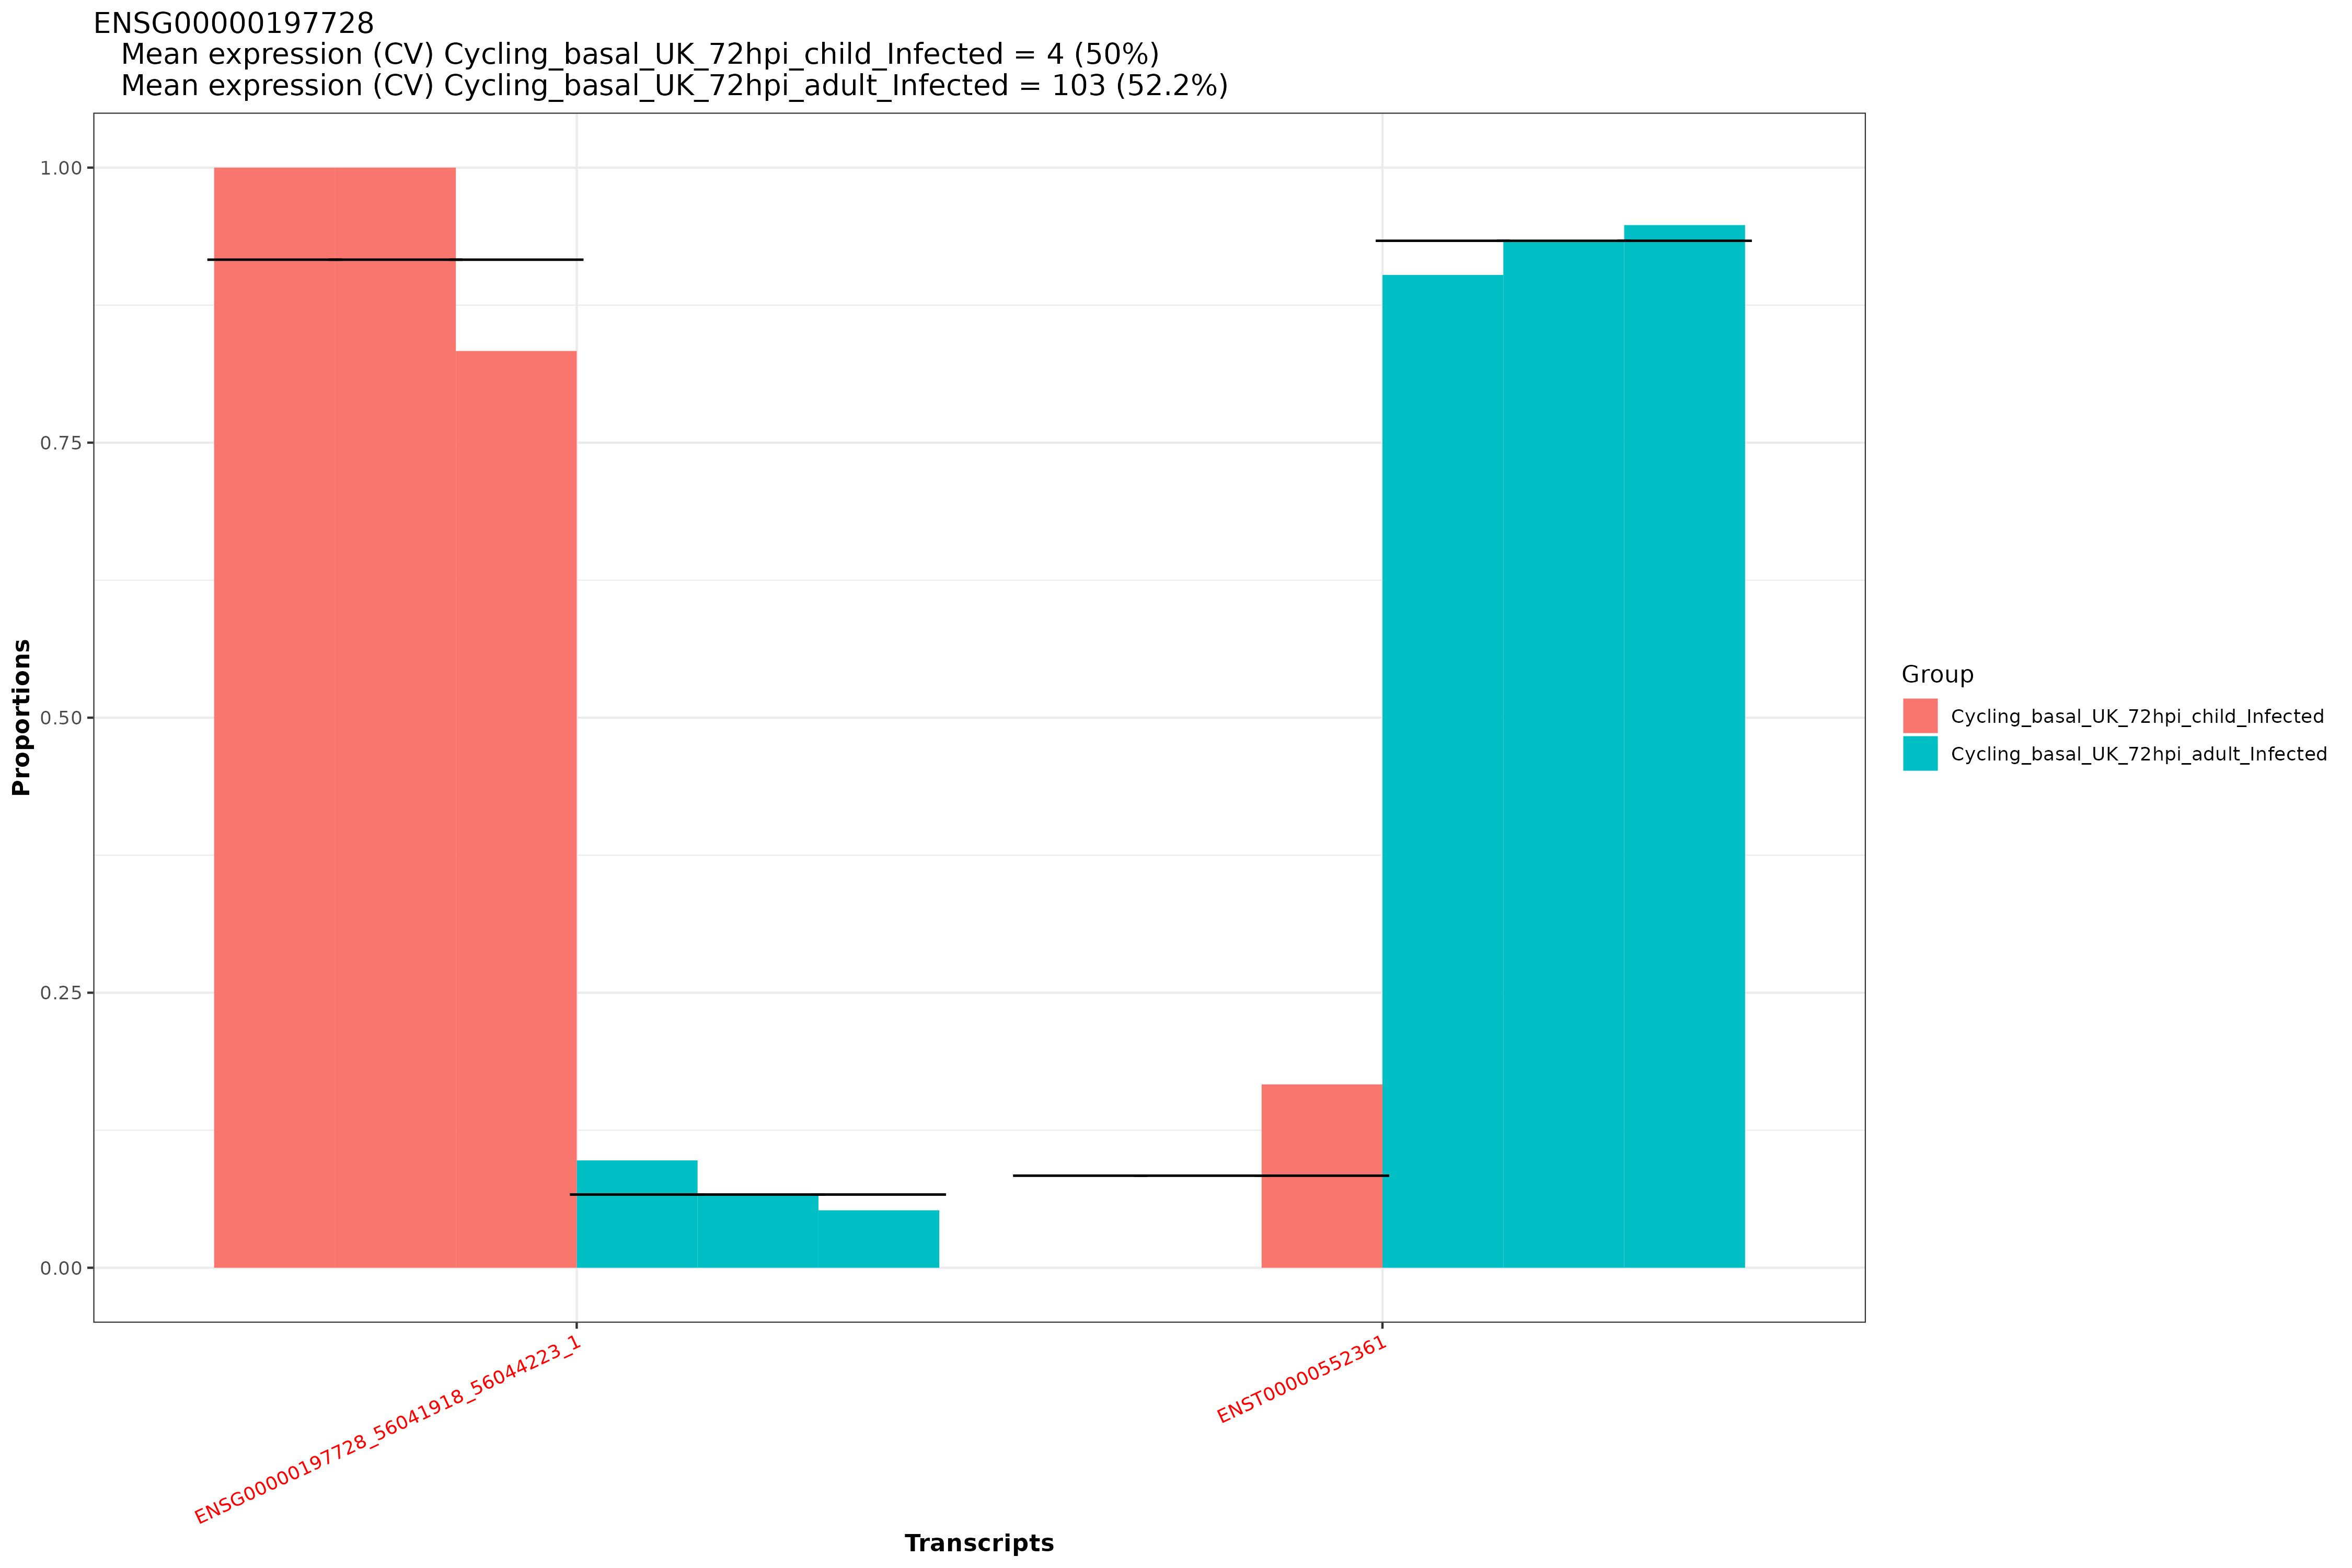 ENSG00000197728
Mean expression (CV) Cycling_basal_UK_72hpi_child_Infected = 4 (50%)
Mean expression (CV) Cycling_basal_UK_72hpi_adult_Infected = 103 (52.2%)
1.00
0.75
0.50
0.25
0.00
Proportions
ENSG00000197728_56041918_56044223_1
ENST00000552361
Transcripts
Group
Cycling_basal_UK_72hpi_child_Infected
Cycling_basal_UK_72hpi_adult_Infected